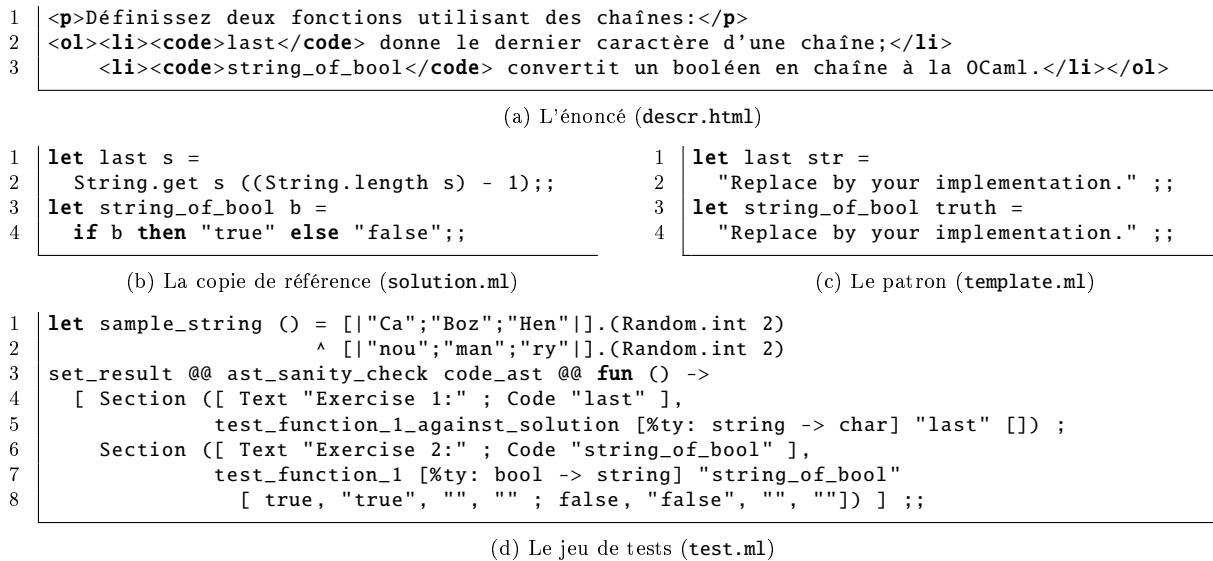 1 <p>Définissez deux fonctions utilisant des chaînes:</p>
2 <ol><li><code>last</code> donne le dernier caractère d'une chaîne;</li>
3     <li><code>string_of_bool</code> convertit un booléen en chaîne à la OCaml.</li></ol>
(a) L'énoncé (descr.html)
1 let last s =
2   String.get s ((String.length s) - 1);;
3 let string_of_bool b =
4   if b then "true" else "false";;
(b) La copie de référence (solution.ml)
1 let last str =
2   "Replace by your implementation." ;;
3 let string_of_bool truth =
4   "Replace by your implementation." ;;
(c) Le patron (template.ml)
1 let sample_string () = [|"Ca";"Boz";"Hen"|].(Random.int 2)
2                      ^ [|"nou";"man";"ry"|].(Random.int 2)
3 set_result @@ ast_sanity_check code_ast @@ fun () ->
4   [ Section ([ Text "Exercise 1:" ; Code "last" ],
5              test_function_1_against_solution [%ty: string -> char] "last" []) ;
6     Section ([ Text "Exercise 2:" ; Code "string_of_bool" ],
7              test_function_1 [%ty: bool -> string] "string_of_bool"
8                [ true, "true", "", "" ; false, "false", "", ""]) ] ;;
(d) Le jeu de tests (test.ml)